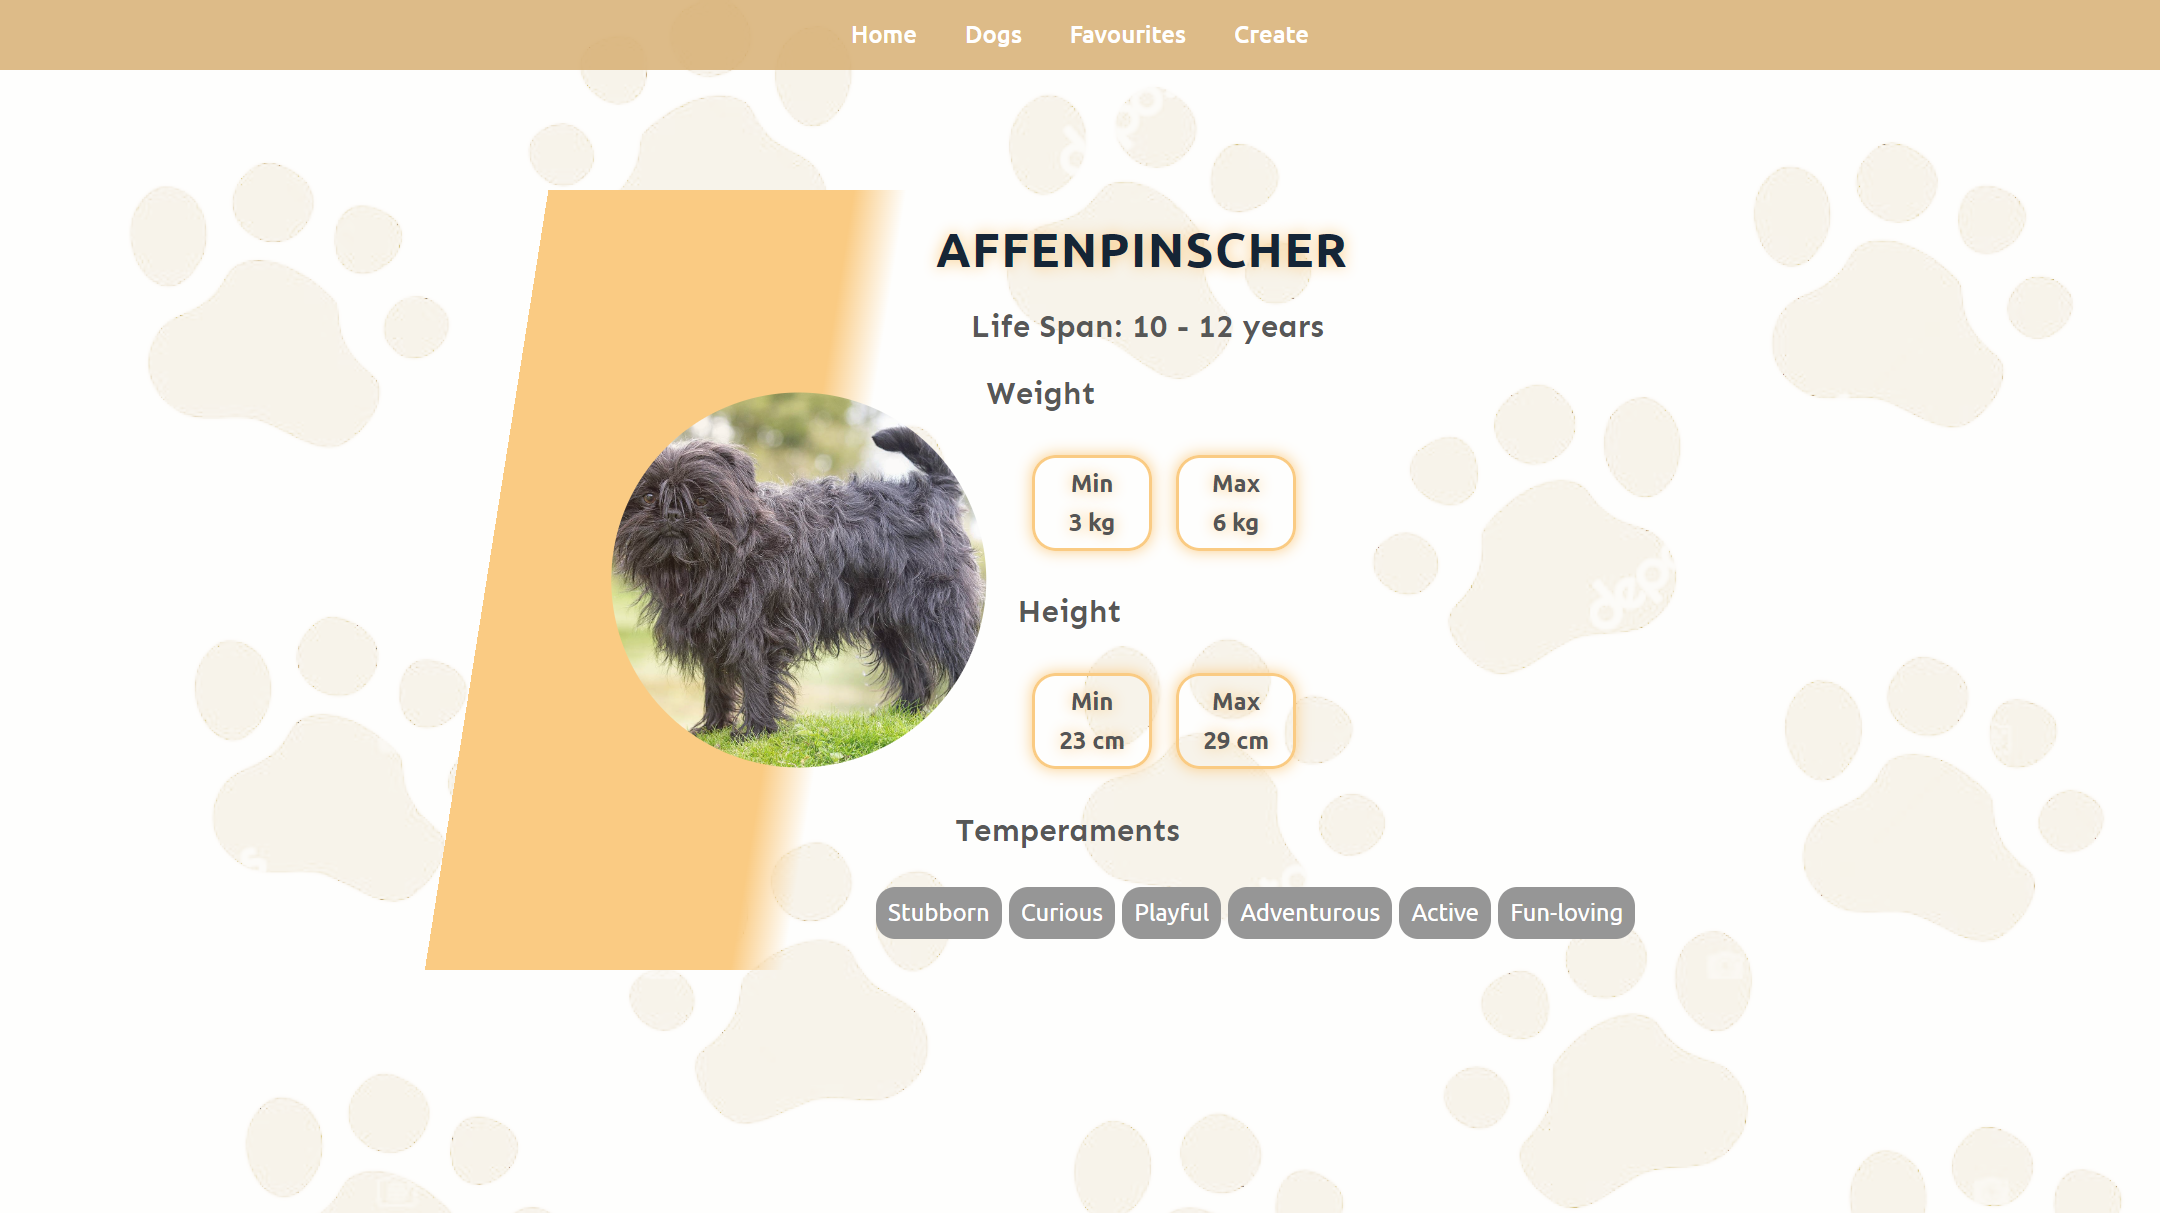 Home Dogs Favourites Create
AFFENPINSCHER
Life Span: 10 - 12 years
Weight
Min Max
3 kg 6 kg
Height
Min Max
23 cm 29 cm
Temperaments
Stubborn Curious Playful Adventurous Active Fun-loving